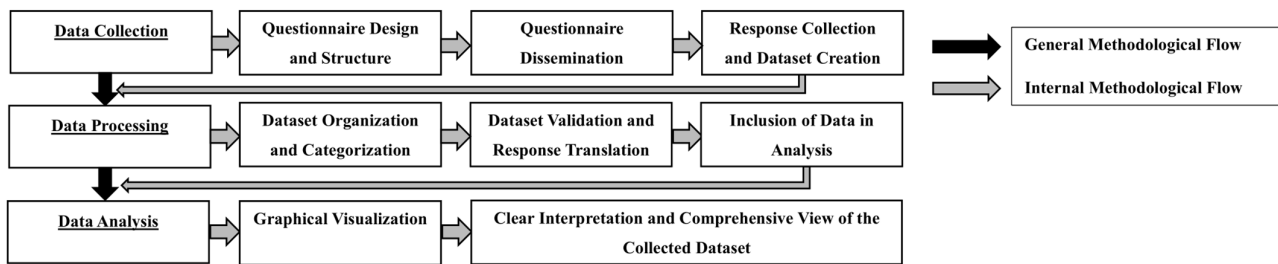 Data Collection
Questionnaire Design
and Structure
Questionnaire
Dissemination
Response Collection
and Dataset Creation
General Methodological Flow
Internal Methodological Flow
Data Processing
Dataset Organization
and Categorization
Dataset Validation and
Response Translation
Inclusion of Data in
Analysis
Data Analysis
Graphical Visualization
Clear Interpretation and Comprehensive View of the
Collected Dataset